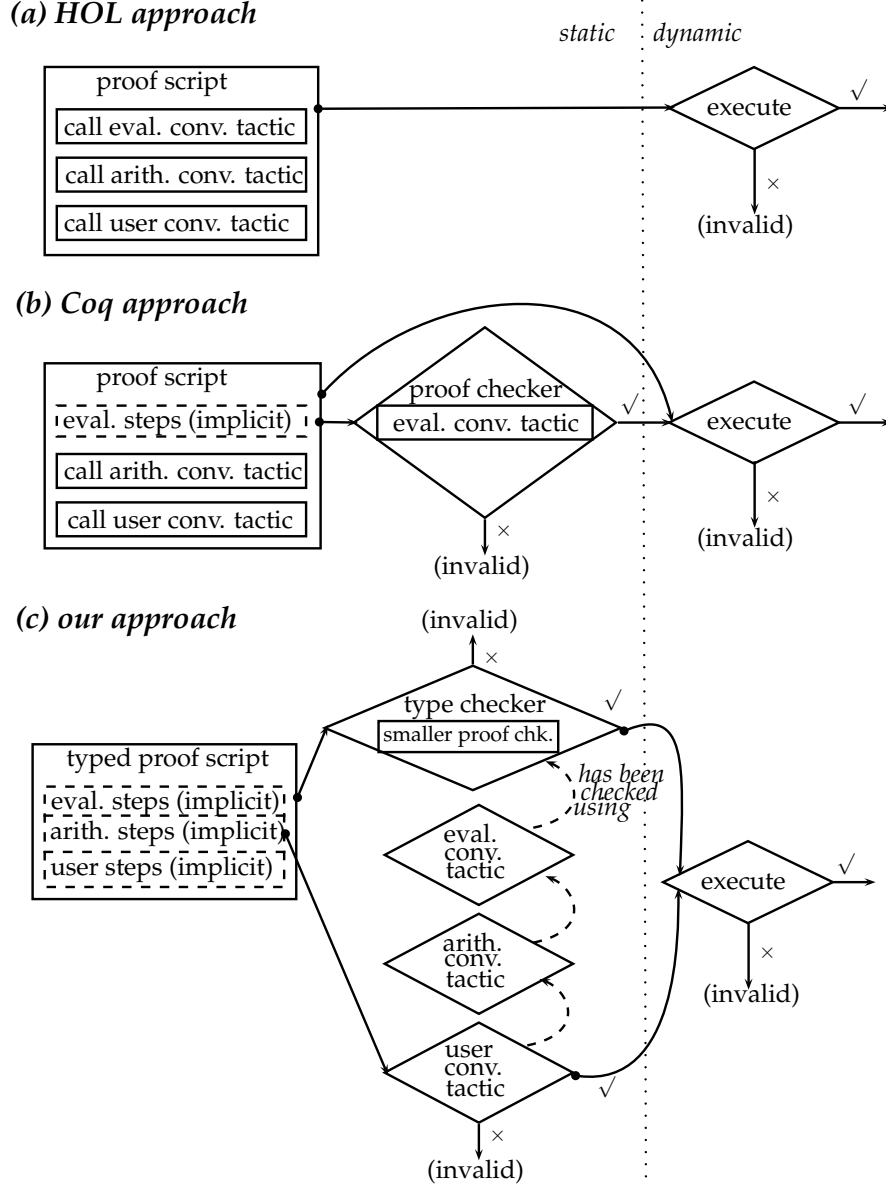 (a) HOL approach
static
dynamic
proof script
call eval. conv. tactic
call arith. conv. tactic
call user conv. tactic
execute
√
×
(invalid)
(b) Coq approach
proof script
eval. steps (implicit)
call arith. conv. tactic
call user conv. tactic
proof checker
eval. conv. tactic
√
×
(invalid)
execute
√
×
(invalid)
(c) our approach
(invalid)
×
type checker
smaller proof chk.
√
typed proof script
eval. steps (implicit)
arith. steps (implicit)
user steps (implicit)
has been
checked
using
eval.
conv.
tactic
arith.
conv.
tactic
user
conv.
tactic
√
×
(invalid)
execute
√
×
(invalid)